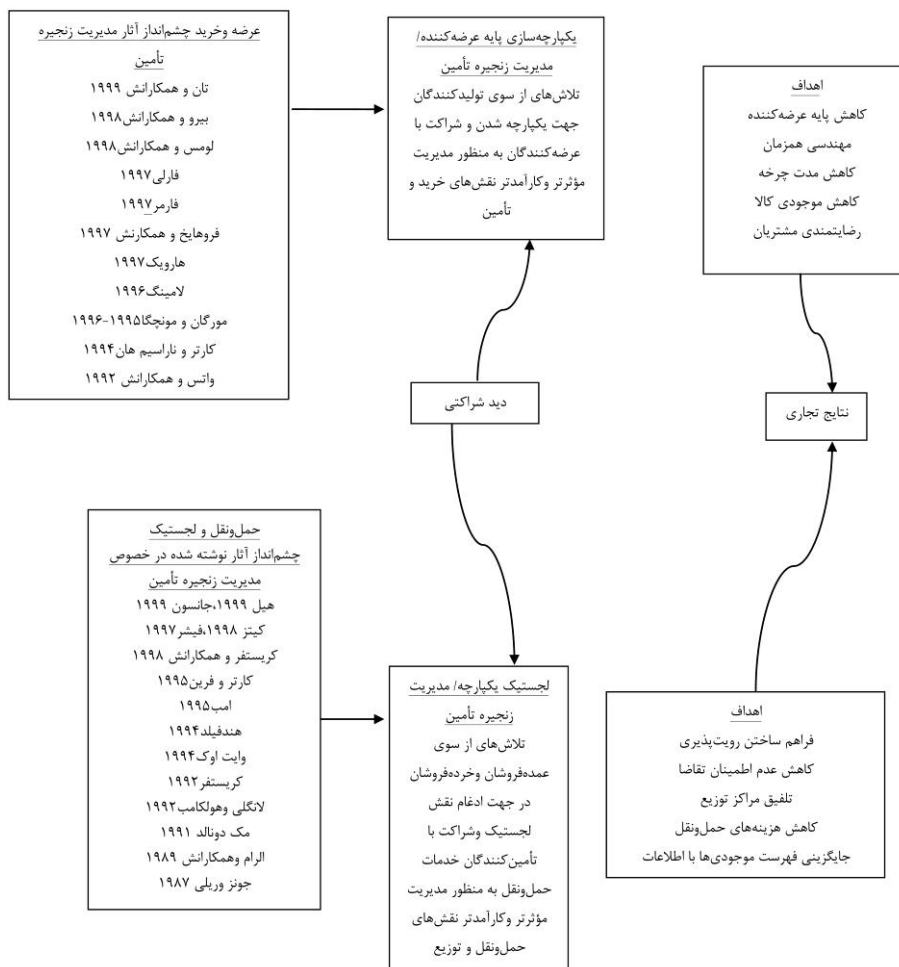 عرضه وخرید چشم‌انداز آثار مدیریت زنجیره
تأمین
تان و همکارانش ۱۹۹۹
بیرو و همکارانش۱۹۹۸
لومس و همکارانش۱۹۹۸
فارلی۱۹۹۷
فارمر۱۹۹۷
فروهایخ و همکارنش ۱۹۹۷
هارویک۱۹۹۷
لامینگ۱۹۹۶
مورگان و مونچگا۱۹۹۵-۱۹۹۶
کارتر و ناراسیم هان۱۹۹۴
واتس و همکارانش ۱۹۹۲
یکپارچه‌سازی پایه عرضه‌کننده/
مدیریت زنجیره تأمین
تلاش‌های از سوی تولیدکنندگان
جهت یکپارچه شدن و شراکت با
عرضه‌کنندگان به منظور مدیریت
مؤثرتر وکارآمدتر نقش‌های خرید و
تأمین
اهداف
کاهش پایه عرضه‌کننده
مهندسی همزمان
کاهش مدت چرخه
کاهش موجودی کالا
رضایتمندی مشتریان
دید شراکتی
نتایج تجاری
حمل‌ونقل و لجستیک
چشم‌انداز آثار نوشته شده در خصوص
مدیریت زنجیره تأمین
هیل ۱۹۹۹،جانسون ۱۹۹۹
کیتز ۱۹۹۸،فیشر۱۹۹۷
کریستفر و همکارانش ۱۹۹۸
کارتر و فرین۱۹۹۵
امب۱۹۹۵
هندفیلد۱۹۹۴
وایت اوک۱۹۹۴
کریستفر۱۹۹۲
لانگلی وهولکامب۱۹۹۲
مک دونالد ۱۹۹۱
الرام وهمکارانش ۱۹۸۹
جونز وریلی ۱۹۸۷
لجستیک یکپارچه/ مدیریت
زنجیره تأمین
تلاش‌های از سوی
عمده‌فروشان وخرده‌فروشان
در جهت ادغام نقش
لجستیک وشراکت با
تأمین‌کنندگان خدمات
حمل‌ونقل به منظور مدیریت
مؤثرتر وکارآمدتر نقش‌های
حمل‌ونقل و توزیع
اهداف
فراهم ساختن رویت‌پذیری
کاهش عدم اطمینان تقاضا
تلفیق مراکز توزیع
کاهش هزینه‌های حمل‌ونقل
جایگزینی فهرست موجودی‌ها با اطلاعات